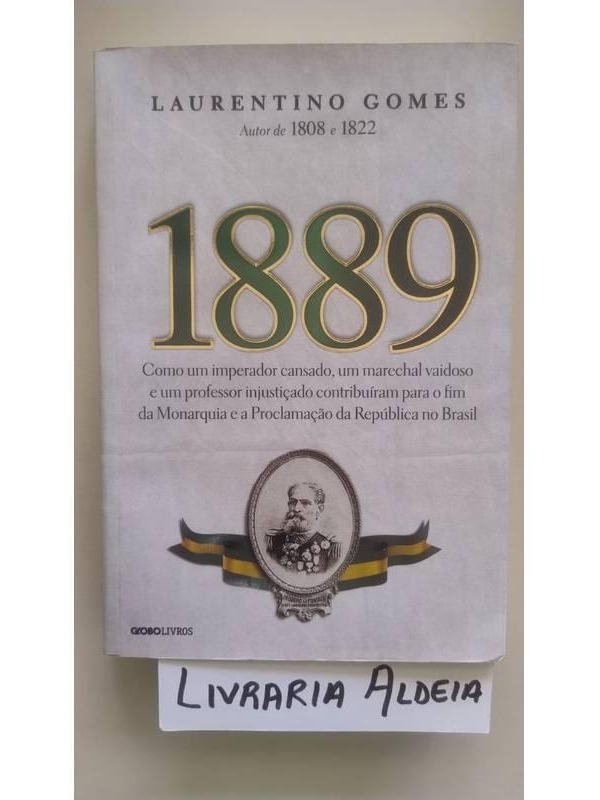 LAURENTINO GOMES
Autor de 1808 e 1822
1889
Como um imperador cansado, um marechal vaidoso
e um professor injustiçado contribuíram para o fim
da Monarquia e a Proclamação da República no Brasil
GLOBOLIVROS
LIVRARIA ALDEIA